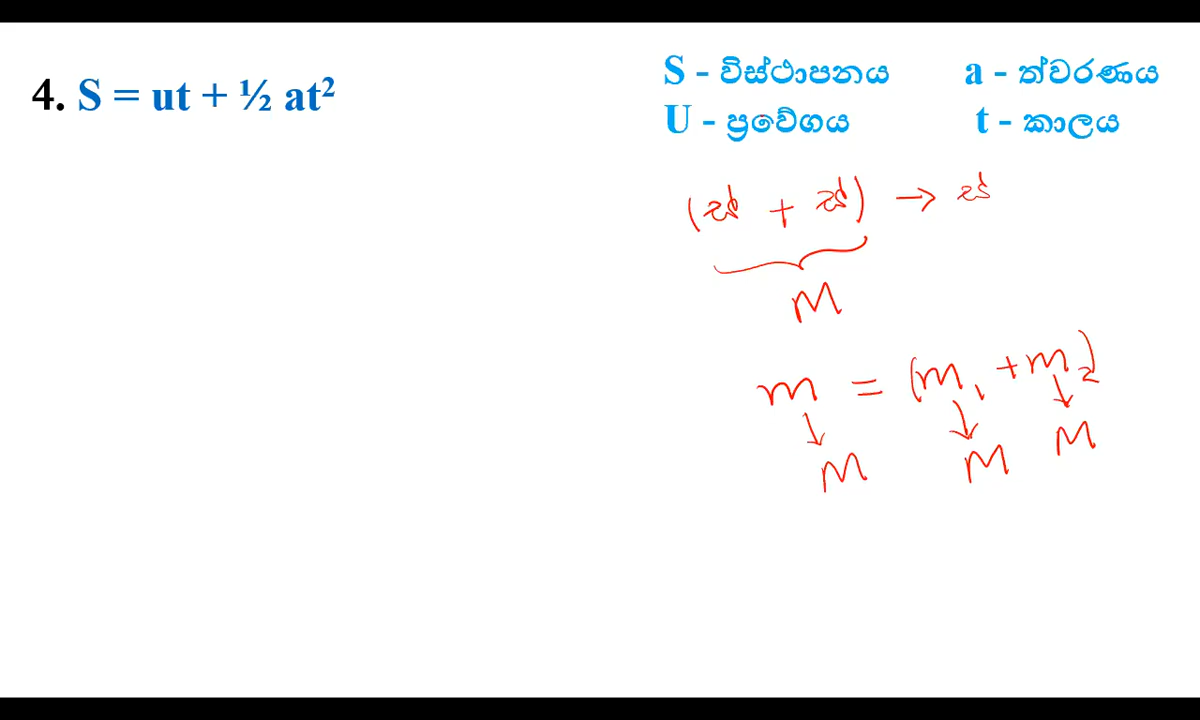 4. S = ut + ½ at²
S - විස්ථාපනය a - ත්වරණය
U - ප්‍රවේගය t - කාලය
( + ) →
M
m = (m₁ + m₂)
↓ ↓ ↓
M M M